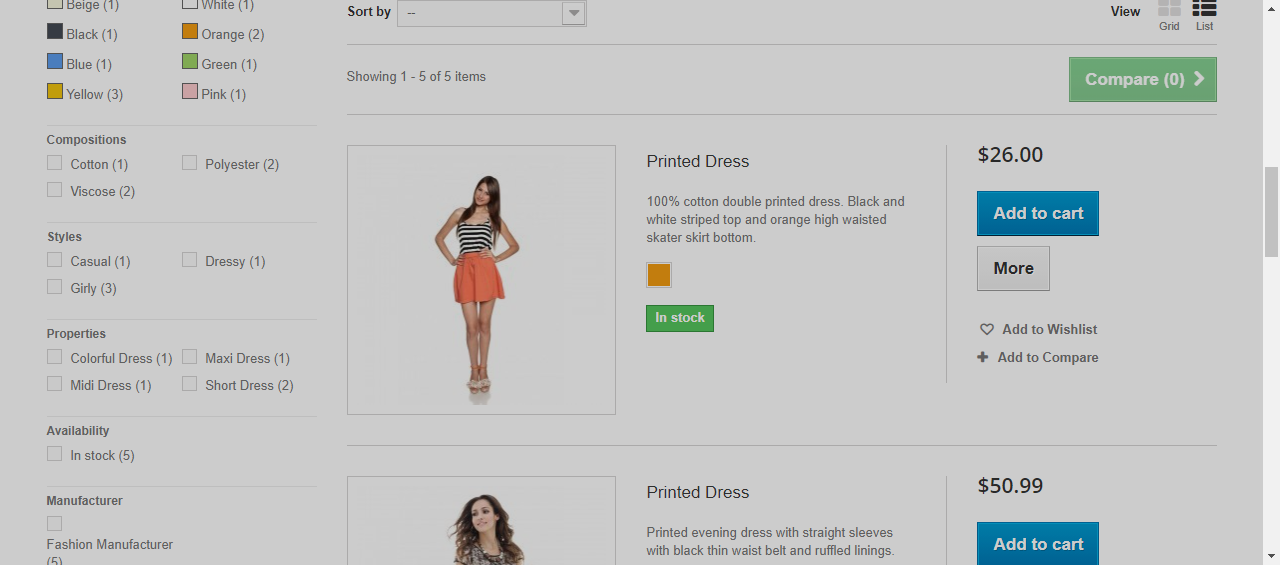 Beige (1)
White (1)
Black (1)
Orange (2)
Blue (1)
Green (1)
Yellow (3)
Pink (1)
Compositions
Cotton (1)
Polyester (2)
Viscose (2)
Styles
Casual (1)
Dressy (1)
Girly (3)
Properties
Colorful Dress (1)
Maxi Dress (1)
Midi Dress (1)
Short Dress (2)
Availability
In stock (5)
Manufacturer
Fashion Manufacturer
(5)
Sort by
--
View
Grid
List
Showing 1 - 5 of 5 items
Compare (0)
Printed Dress
100% cotton double printed dress. Black and
white striped top and orange high waisted
skater skirt bottom.
In stock
$26.00
Add to cart
More
Add to Wishlist
Add to Compare
Printed Dress
Printed evening dress with straight sleeves
with black thin waist belt and ruffled linings.
$50.99
Add to cart